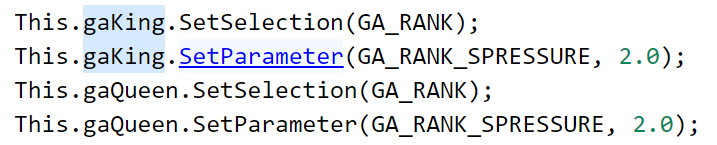 This.gaKing.SetSelection(GA_RANK);
This.gaKing.SetParameter(GA_RANK_SPRESSURE, 2.0);
This.gaQueen.SetSelection(GA_RANK);
This.gaQueen.SetParameter(GA_RANK_SPRESSURE, 2.0);